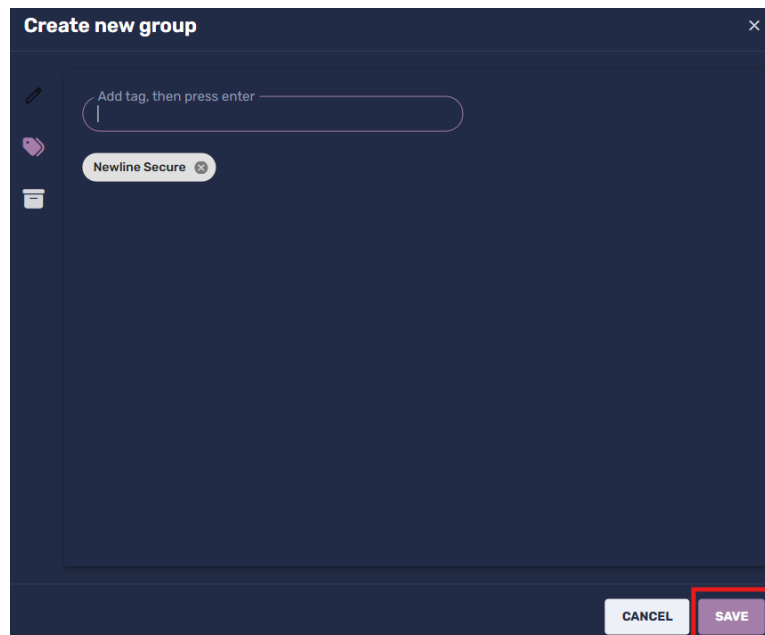 Create new group
Add tag, then press enter
Newline Secure
CANCEL
SAVE